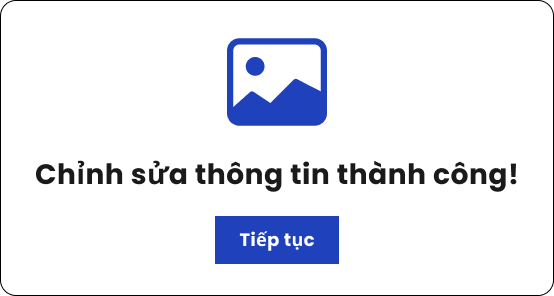 Chỉnh sửa thông tin thành công!
Tiếp tục